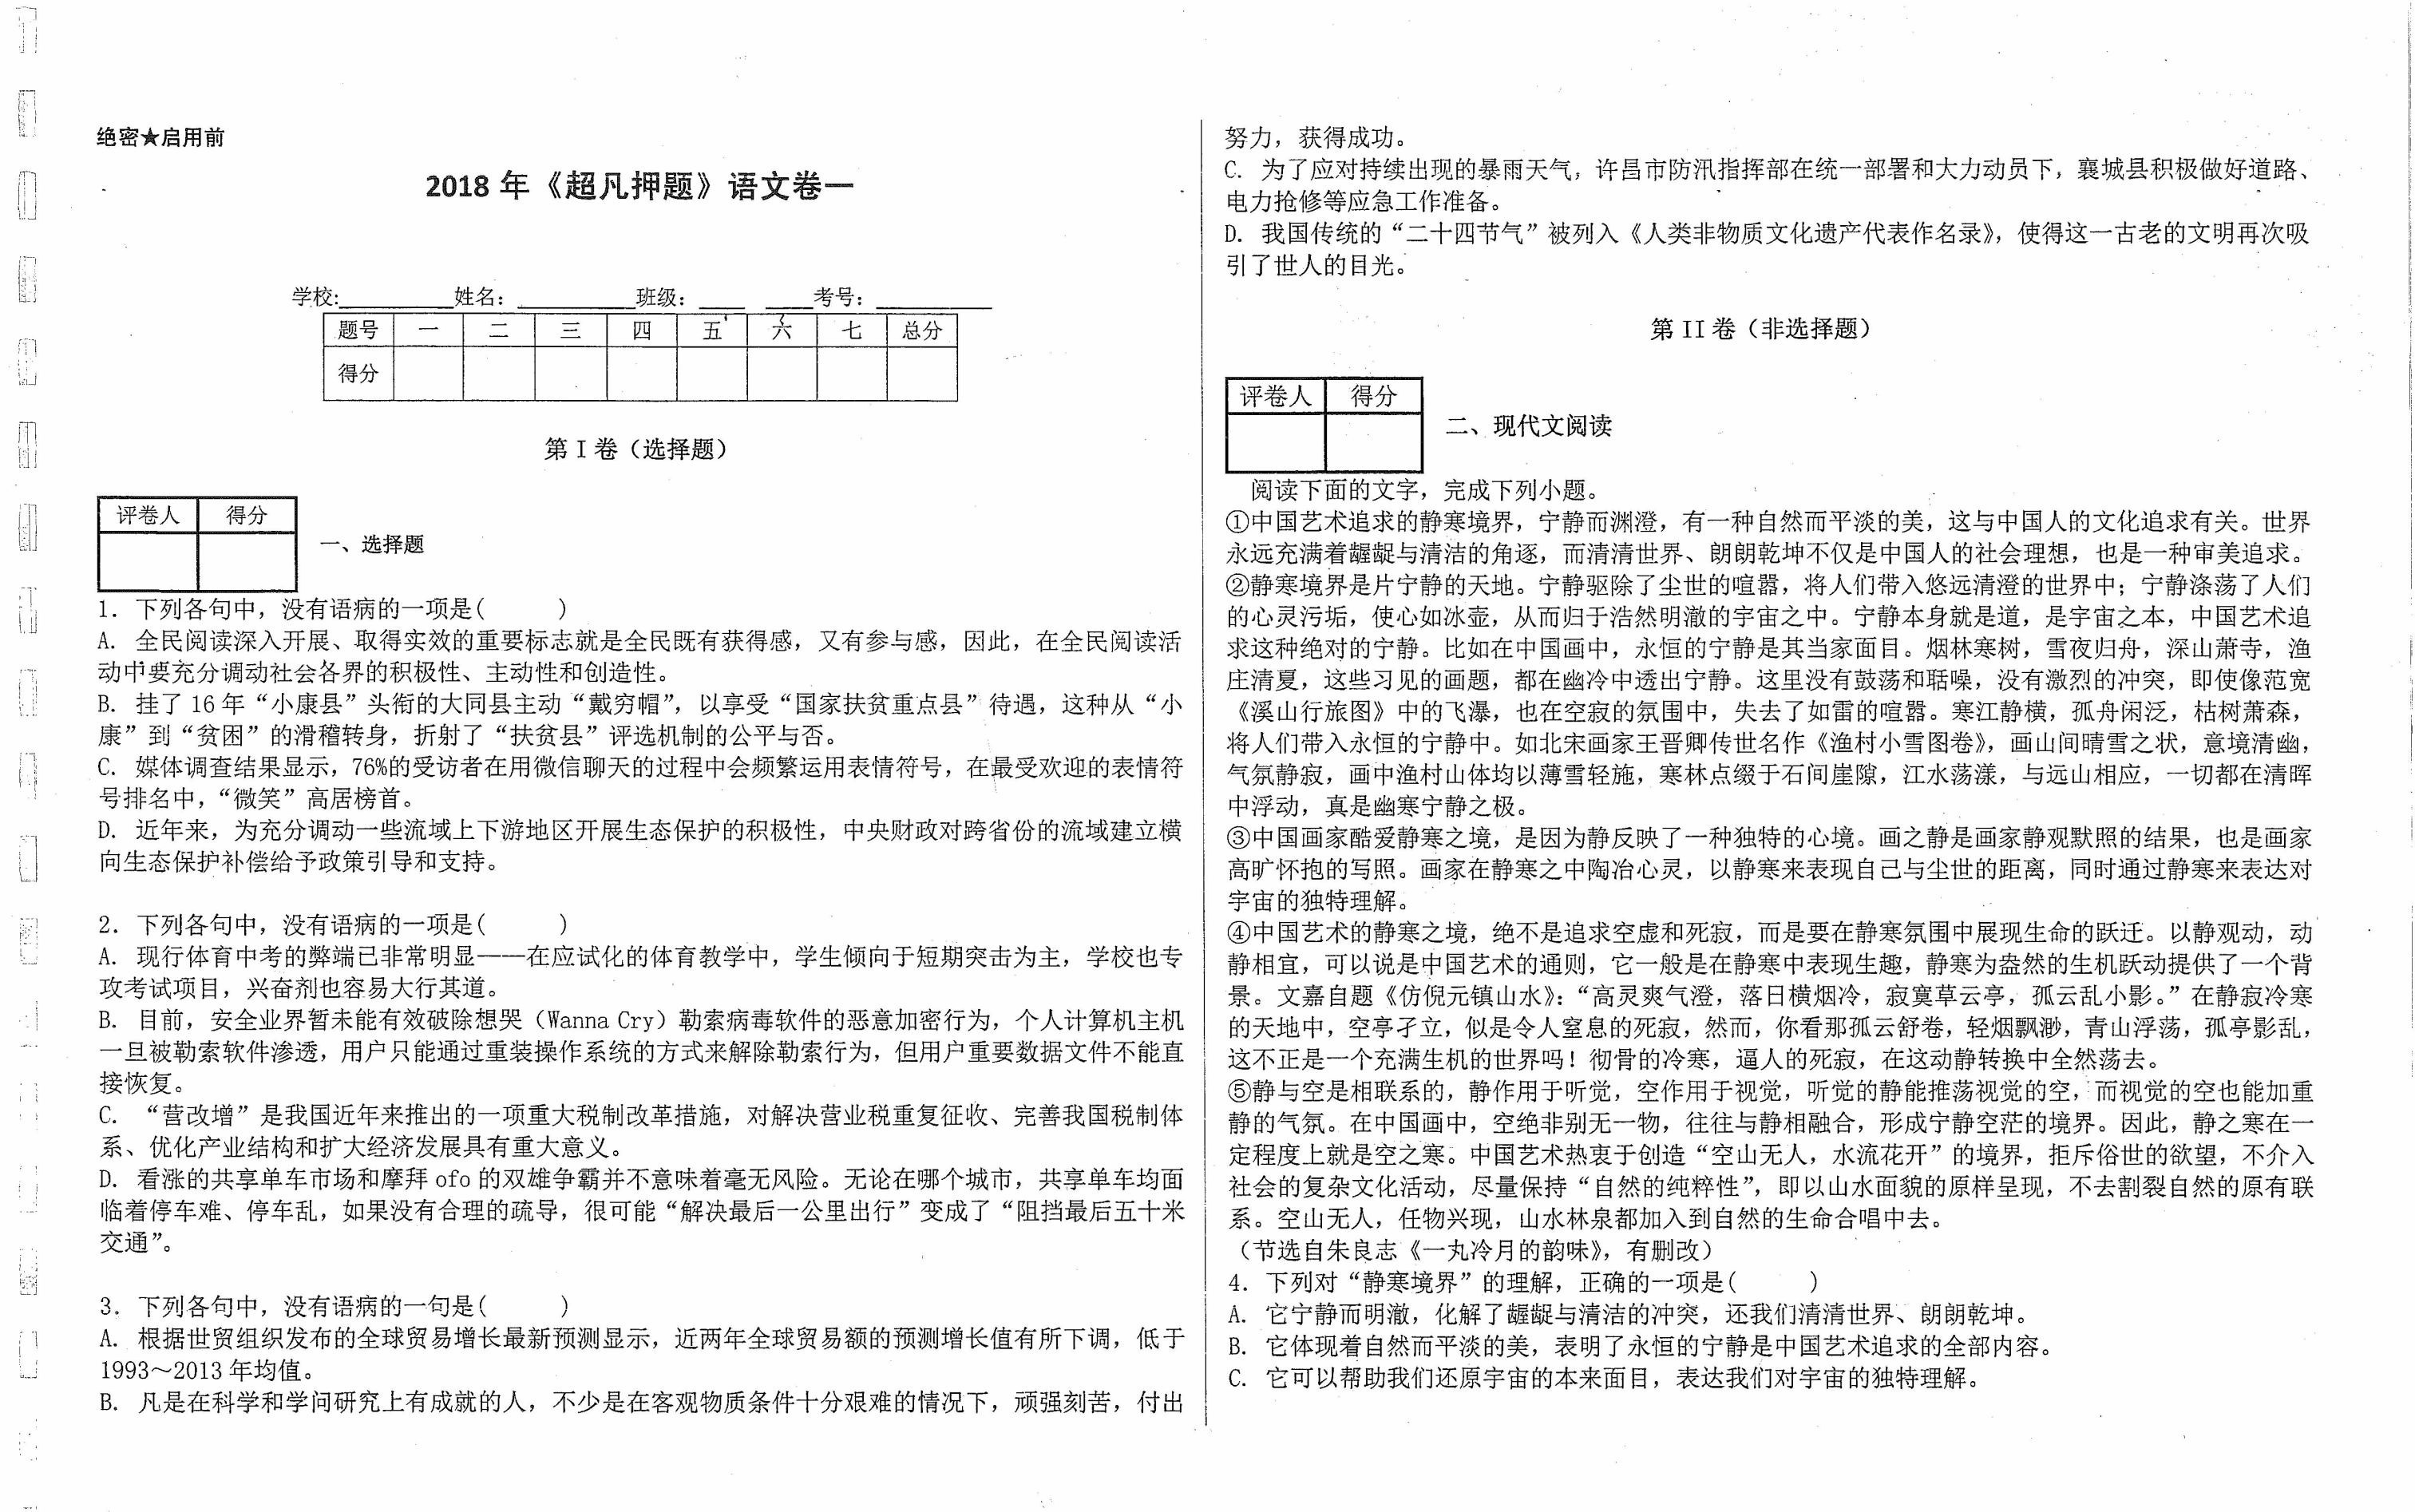 绝密★启用前
2018 年《超凡押题》语文卷一
学校:__________姓名：__________班级：____ ____考号：__________
题号 一 二 三 四 五 六 七 总分
得分
第 I 卷（选择题）
评卷人 得分
一、选择题
1. 下列各句中，没有语病的一项是(　　)
A. 全民阅读深入开展、取得实效的重要标志就是全民既有获得感，又有参与感，因此，在全民阅读活
动中要充分调动社会各界的积极性、主动性和创造性。
B. 挂了 16 年“小康县”头衔的大同县主动“戴穷帽”，以享受“国家扶贫重点县”待遇，这种从“小
康”到“贫困”的滑稽转身，折射了“扶贫县”评选机制的公平与否。
C. 媒体调查结果显示，76%的受访者在用微信聊天的过程中会频繁运用表情符号，在最受欢迎的表情符
号排名中，“微笑”高居榜首。
D. 近年来，为充分调动一些流域上下游地区开展生态保护的积极性，中央财政对跨省份的流域建立横
向生态保护补偿给予政策引导和支持。
2. 下列各句中，没有语病的一项是(　　)
A. 现行体育中考的弊端已非常明显——在应试化的体育教学中，学生倾向于短期突击为主，学校也专
攻考试项目，兴奋剂也容易大行其道。
B. 目前，安全业界暂未能有效破除想哭（Wanna Cry）勒索病毒软件的恶意加密行为，个人计算机主机
一旦被勒索软件渗透，用户只能通过重装操作系统的方式来解除勒索行为，但用户重要数据文件不能直
接恢复。
C. “营改增”是我国近年来推出的一项重大税制改革措施，对解决营业税重复征收、完善我国税制体
系、优化产业结构和扩大经济发展具有重大意义。
D. 看涨的共享单车市场和摩拜 ofo 的双雄争霸并不意味着毫无风险。无论在哪个城市，共享单车均面
临着停车难、停车乱，如果没有合理的疏导，很可能“解决最后一公里出行”变成了“阻挡最后五十米
交通”。
3. 下列各句中，没有语病的一句是(　　)
A. 根据世贸组织发布的全球贸易增长最新预测显示，近两年全球贸易额的预测增长值有所下调，低于
1993～2013 年均值。
B. 凡是在科学和学问研究上有成就的人，不少是在客观物质条件十分艰难的情况下，顽强刻苦，付出
努力，获得成功。
C. 为了应对持续出现的暴雨天气，许昌市防汛指挥部在统一部署和大力动员下，襄城县积极做好道路、
电力抢修等应急工作准备。
D. 我国传统的“二十四节气”被列入《人类非物质文化遗产代表作名录》，使得这一古老的文明再次吸
引了世人的目光。
第 II 卷（非选择题）
评卷人 得分
二、现代文阅读
阅读下面的文字，完成下列小题。
①中国艺术追求的静寒境界，宁静而渊澄，有一种自然而平淡的美，这与中国人的文化追求有关。世界
永远充满着龌龊与清洁的角逐，而清清世界、朗朗乾坤不仅是中国人的社会理想，也是一种审美追求。
②静寒境界是片宁静的天地。宁静驱除了尘世的喧嚣，将人们带入悠远清澄的世界中；宁静涤荡了人们
的心灵污垢，使心如冰壶，从而归于浩然明澈的宇宙之中。宁静本身就是道，是宇宙之本，中国艺术追
求这种绝对的宁静。比如在中国画中，永恒的宁静是其当家面目。烟林寒树，雪夜归舟，深山萧寺，渔
庄清夏，这些习见的画题，都在幽冷中透出宁静。这里没有鼓荡和聒噪，没有激烈的冲突，即使像范宽
《溪山行旅图》中的飞瀑，也在空寂的氛围中，失去了如雷的喧嚣。寒江静横，孤舟闲泛，枯树萧森，
将人们带入永恒的宁静中。如北宋画家王晋卿传世名作《渔村小雪图卷》，画山间晴雪之状，意境清幽，
气氛静寂，画中渔村山体均以薄雪轻施，寒林点缀于石间崖隙，江水荡漾，与远山相应，一切都在清晖
中浮动，真是幽寒宁静之极。
③中国画家酷爱静寒之境，是因为静反映了一种独特的心境。画之静是画家静观默照的结果，也是画家
高旷怀抱的写照。画家在静寒之中陶冶心灵，以静寒来表现自己与尘世的距离，同时通过静寒来表达对
宇宙的独特理解。
④中国艺术的静寒之境，绝不是追求空虚和死寂，而是要在静寒氛围中展现生命的跃迁。以静观动，动
静相宜，可以说是中国艺术的通则，它一般是在静寒中表现生趣，静寒为盎然的生机跃动提供了一个背
景。文嘉自题《仿倪元镇山水》：“高灵爽气澄，落日横烟冷，寂寞草云亭，孤云乱小影。”在静寂冷寒
的天地中，空亭孑立，似是令人窒息的死寂，然而，你看那孤云舒卷，轻烟飘渺，青山浮荡，孤亭影乱，
这不正是一个充满生机的世界吗！彻骨的冷寒，逼人的死寂，在这动静转换中全然荡去。
⑤静与空是相联系的，静作用于听觉，空作用于视觉，听觉的静能推荡视觉的空，而视觉的空也能加重
静的气氛。在中国画中，空绝非别无一物，往往与静相融合，形成宁静空茫的境界。因此，静之寒在一
定程度上就是空之寒。中国艺术热衷于创造“空山无人，水流花开”的境界，拒斥俗世的欲望，不介入
社会的复杂文化活动，尽量保持“自然的纯粹性”，即以山水面貌的原样呈现，不去割裂自然的原有联
系。空山无人，任物兴现，山水林泉都加入到自然的生命合唱中去。
（节选自朱良志《一丸冷月的韵味》，有删改）
4. 下列对“静寒境界”的理解，正确的一项是(　　)
A. 它宁静而明澈，化解了龌龊与清洁的冲突，还我们清清世界、朗朗乾坤。
B. 它体现着自然而平淡的美，表明了永恒的宁静是中国艺术追求的全部内容。
C. 它可以帮助我们还原宇宙的本来面目，表达我们对宇宙的独特理解。